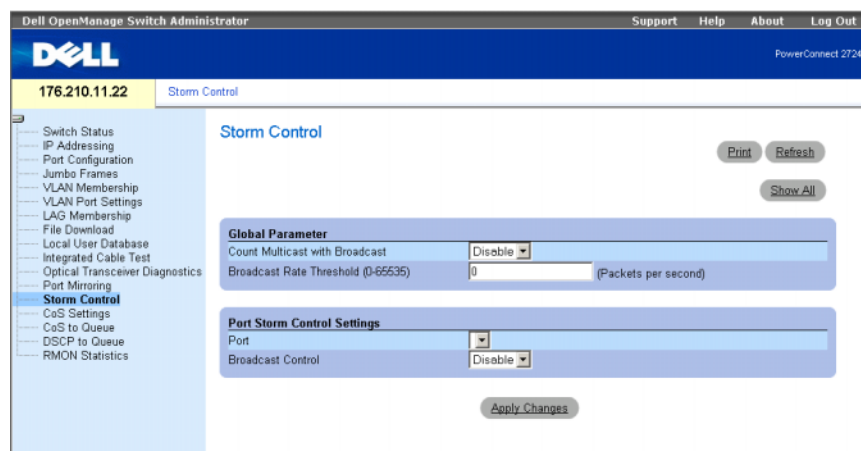 Dell OpenManage Switch Administrator
Support Help About Log Out
DELL
PowerConnect 2724
176.210.11.22
Storm Control
Switch Status
IP Addressing
Port Configuration
Jumbo Frames
VLAN Membership
VLAN Port Settings
LAG Membership
File Download
Local User Database
Integrated Cable Test
Optical Transceiver Diagnostics
Port Mirroring
Storm Control
CoS Settings
CoS to Queue
DSCP to Queue
RMON Statistics
Storm Control
Print Refresh
Show All
Global Parameter
Count Multicast with Broadcast Disable
Broadcast Rate Threshold (0-65535) 0 (Packets per second)
Port Storm Control Settings
Port
Broadcast Control Disable
Apply Changes